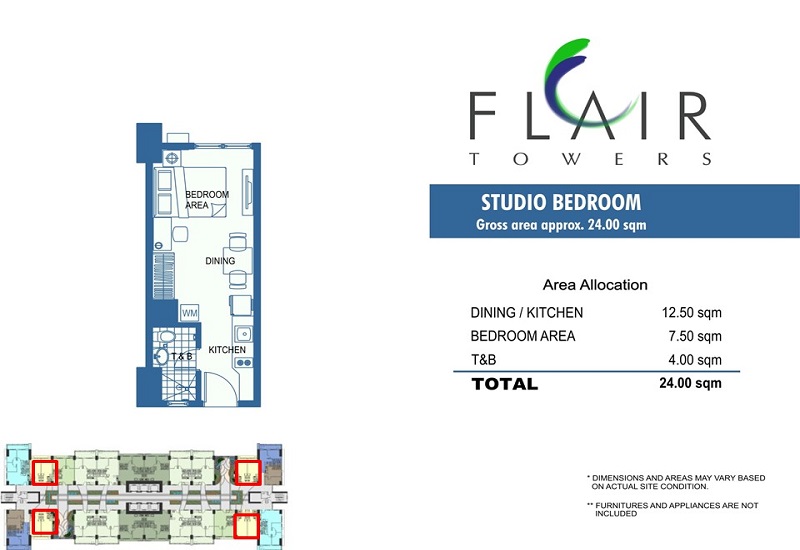 FLAIR
TOWERS
STUDIO BEDROOM
Gross area approx. 24.00 sqm
BEDROOM
AREA
DINING
WM
T & B
KITCHEN
Area Allocation
DINING / KITCHEN 12.50 sqm
BEDROOM AREA 7.50 sqm
T&B 4.00 sqm
TOTAL 24.00 sqm
* DIMENSIONS AND AREAS MAY VARY BASED
ON ACTUAL SITE CONDITION.
** FURNITURES AND APPLIANCES ARE NOT
INCLUDED